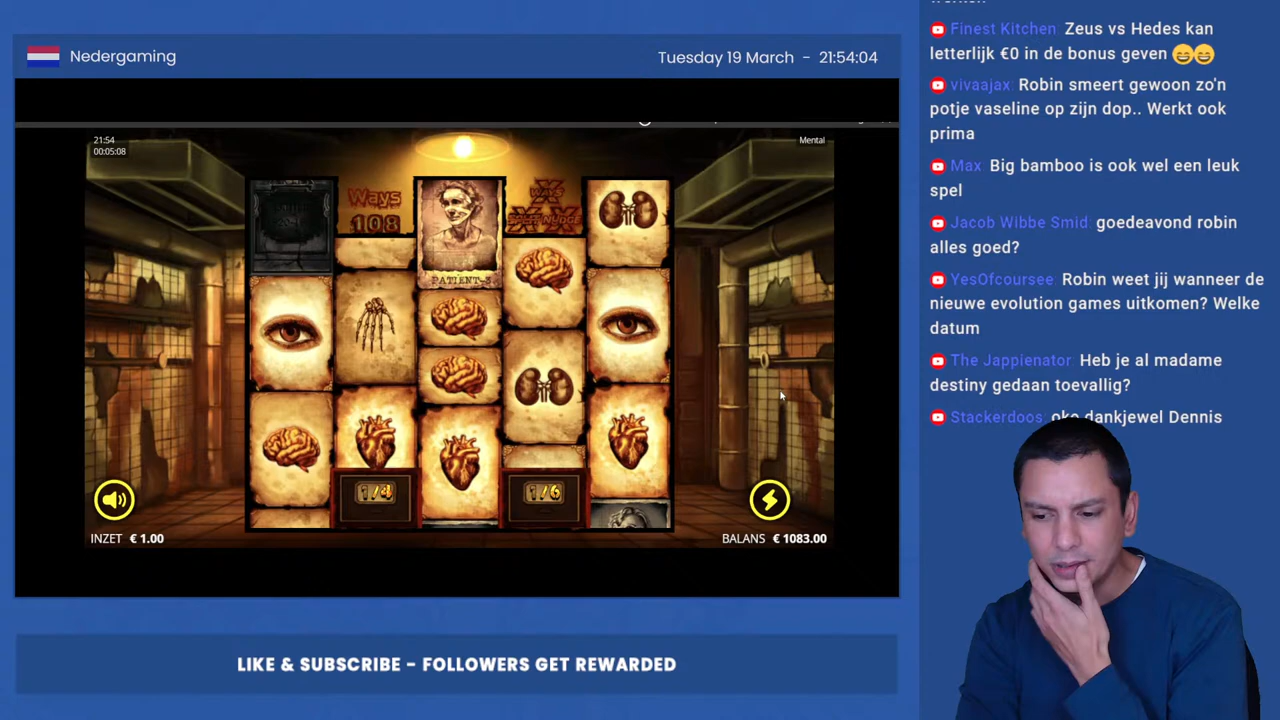 Nedergaming
Tuesday 19 March - 21:54:04
21:54
00:05:08
Mental
Ways
108
PATIENT
1/4
1/6
INZET € 1.00
BALANS € 1083.00
LIKE & SUBSCRIBE - FOLLOWERS GET REWARDED
Finest Kitchen: Zeus vs Hedes kan
letterlijk €0 in de bonus geven 😄😄
vivaajax: Robin smeert gewoon zo'n
potje vaseline op zijn dop.. Werkt ook
prima
Max: Big bamboo is ook wel een leuk
spel
Jacob Wibbe Smid: goedeavond robin
alles goed?
YesOfcoursee: Robin weet jij wanneer de
nieuwe evolution games uitkomen? Welke
datum
The Jappienator: Heb je al madame
destiny gedaan toevallig?
Stackerdoos: oke dankjewel Dennis